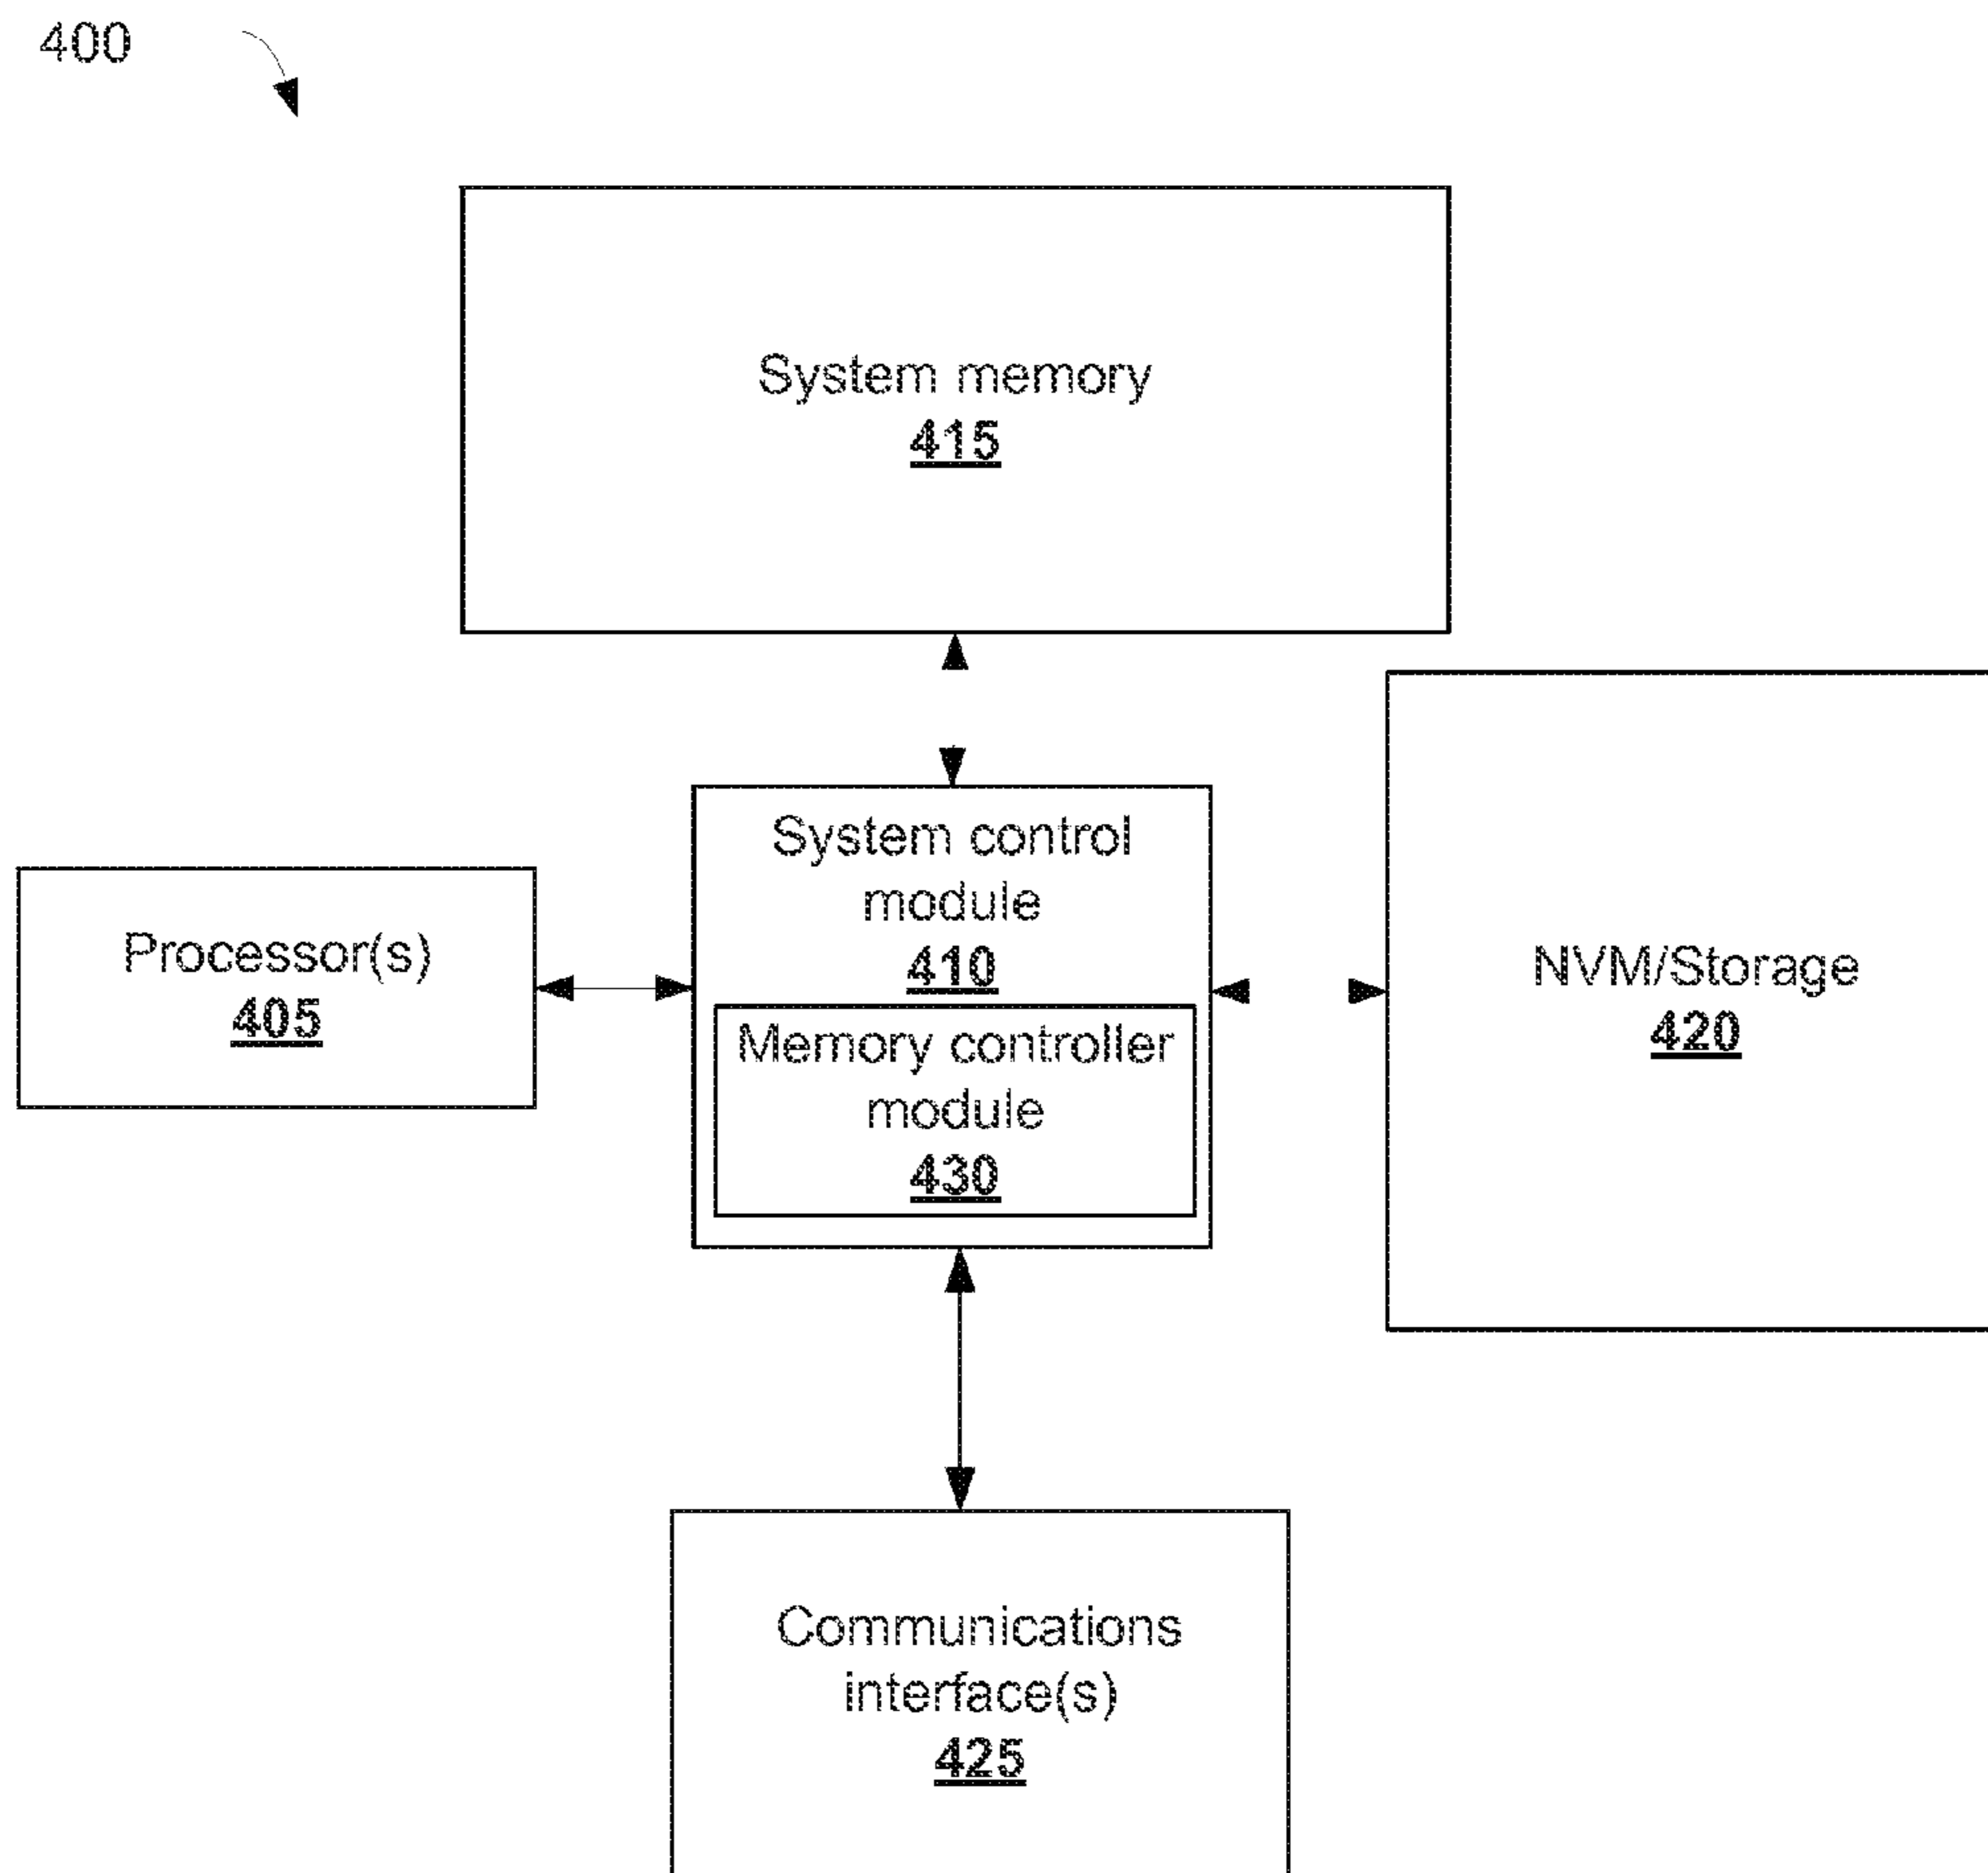 400
System memory
415
System control
module
410
Processor(s)
405
Memory controller
module
430
NVM/Storage
420
Communications
interface(s)
425